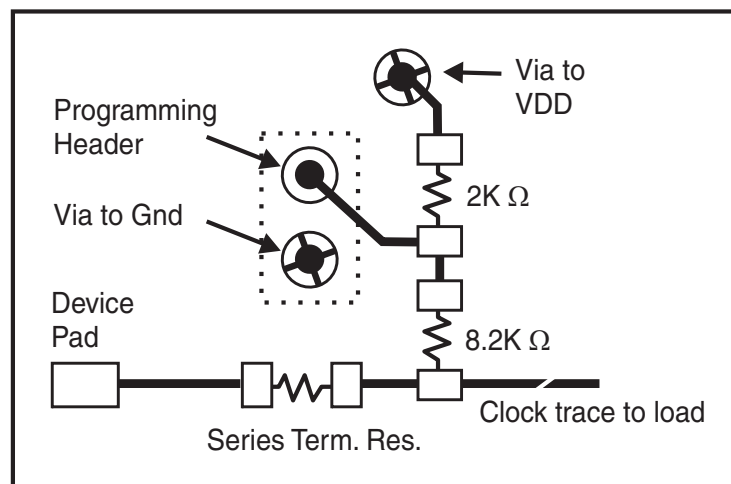 Via to
VDD
Programming
Header
2K Ω
Via to Gnd
Device
Pad
8.2K Ω
Clock trace to load
Series Term. Res.